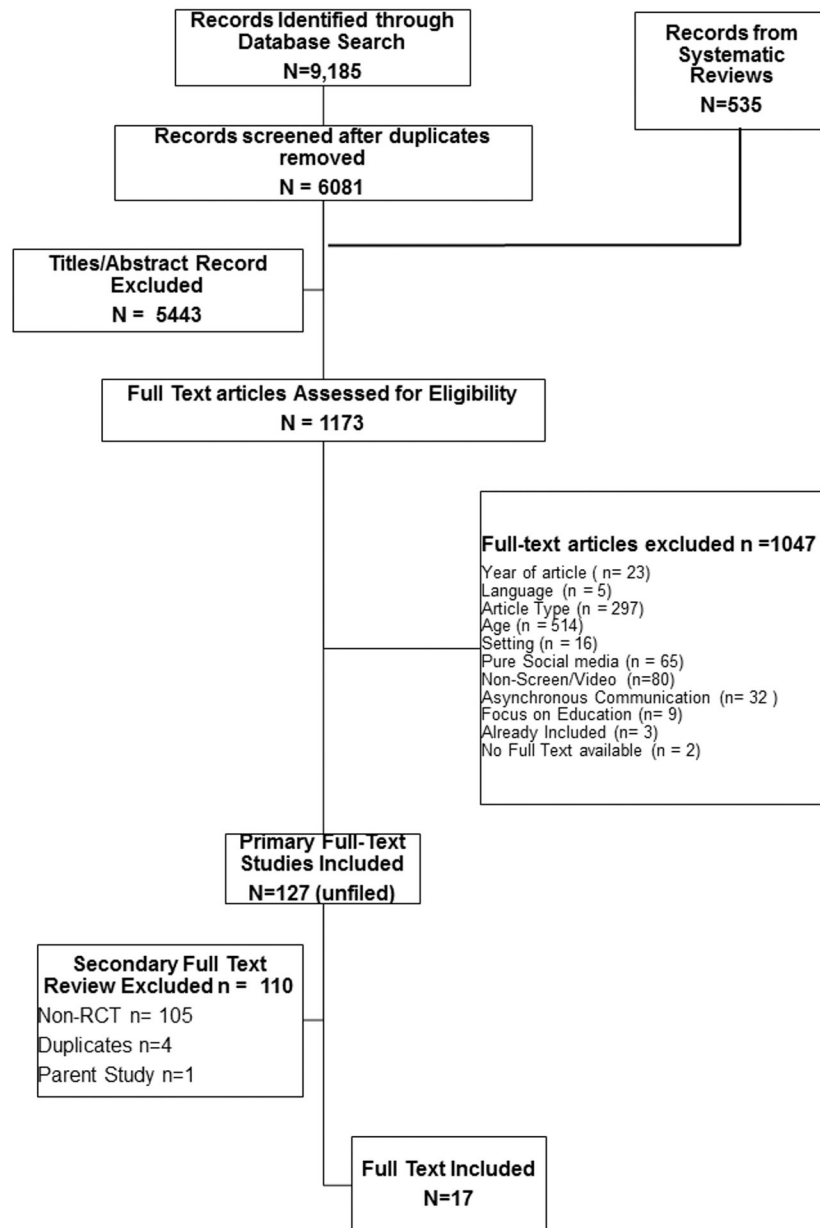 Records Identified through
Database Search
N=9,185
Records from
Systematic
Reviews
N=535
Records screened after duplicates
removed
N = 6081
Titles/Abstract Record
Excluded
N = 5443
Full Text articles Assessed for Eligibility
N = 1173
Full-text articles excluded n =1047
Year of article ( n= 23)
Language (n = 5)
Article Type (n = 297)
Age (n = 514)
Setting (n = 16)
Pure Social media (n = 65)
Non-Screen/Video (n=80)
Asynchronous Communication (n= 32 )
Focus on Education (n= 9)
Already Included (n= 3)
No Full Text available (n = 2)
Primary Full-Text
Studies Included
N=127 (unfiled)
Secondary Full Text
Review Excluded n = 110
Non-RCT n= 105
Duplicates n=4
Parent Study n=1
Full Text Included
N=17